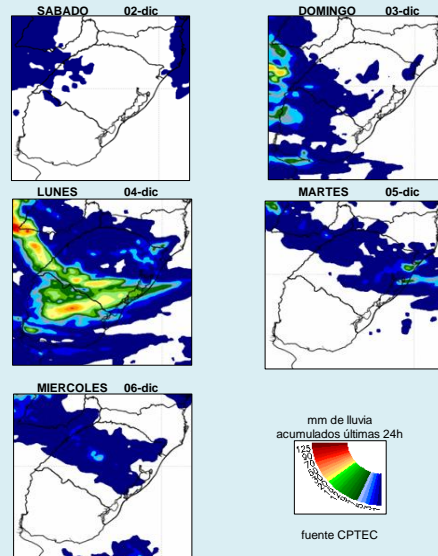 SABADO 02-dic
DOMINGO 03-dic
LUNES 04-dic
MARTES 05-dic
MIERCOLES 06-dic
mm de lluvia
acumulados últimas 24h
fuente CPTEC